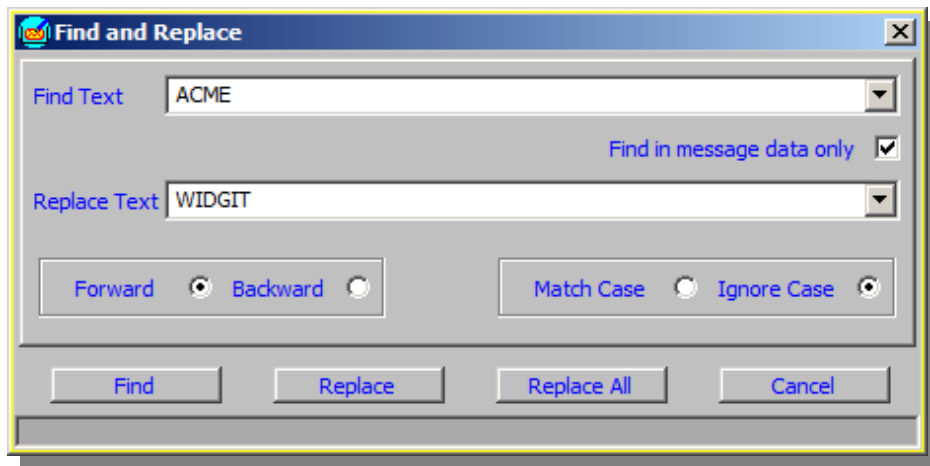 Find and Replace
Find Text ACME
Find in message data only
Replace Text WIDGIT
Forward Backward Match Case Ignore Case
Find Replace Replace All Cancel